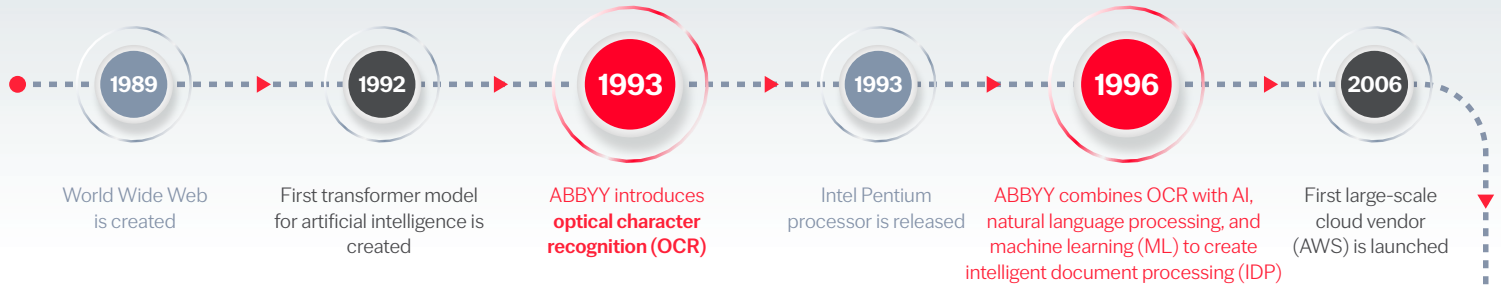 1989
1992
1993
1993
1996
2006
World Wide Web
is created
First transformer model
for artificial intelligence is
created
ABBYY introduces
optical character
recognition (OCR)
Intel Pentium
processor is released
ABBYY combines OCR with AI,
natural language processing, and
machine learning (ML) to create
intelligent document processing (IDP)
First large-scale
cloud vendor
(AWS) is launched